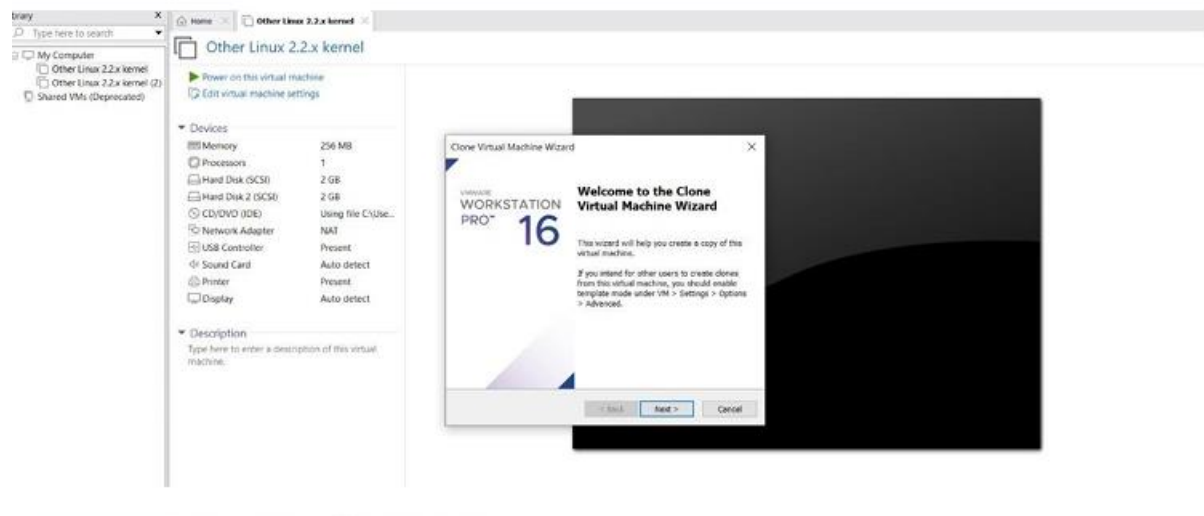 brary X
Type here to search
My Computer
Other Linux 2.2.x kernel
Other Linux 2.2.x kernel (2)
Shared VMs (Deprecated)
Home
Other Linux 2.2.x kernel
Other Linux 2.2.x kernel
Power on this virtual machine
Edit virtual machine settings
Devices
Memory 256 MB
Processors 1
Hard Disk (SCSI) 2 GB
Hard Disk 2 (SCSI) 2 GB
CD/DVD (IDE) Using file C:\Use...
Network Adapter NAT
USB Controller Present
Sound Card Auto detect
Printer Present
Display Auto detect
Description
Type here to enter a description of this virtual
machine.
Clone Virtual Machine Wizard
VMWARE
WORKSTATION
PRO™ 16
Welcome to the Clone
Virtual Machine Wizard
This wizard will help you create a copy of this
virtual machine.
If you intend for other users to create clones
from this virtual machine, you should enable
template mode under VM > Settings > Options
> Advanced.
< Back Next > Cancel